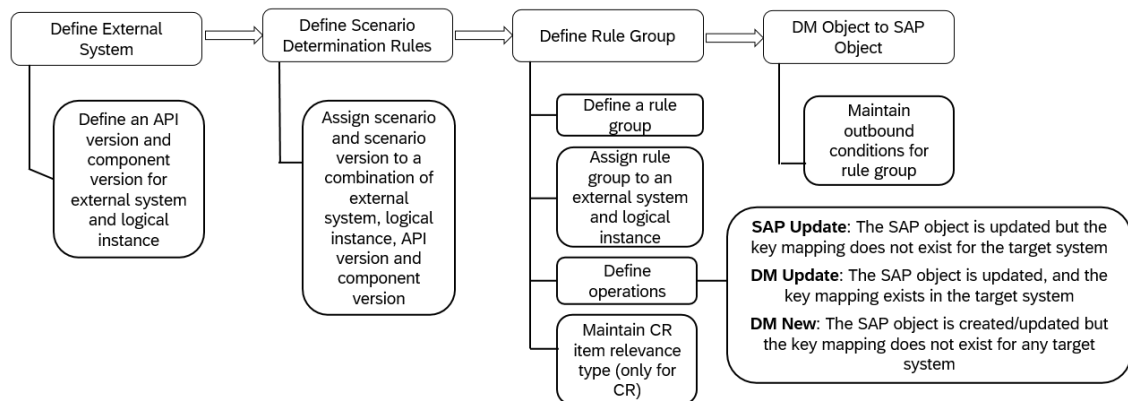 Define External
System
Define Scenario
Determination Rules
Define Rule Group
DM Object to SAP
Object
Define an API
version and
component
version for
external system
and logical
instance
Assign scenario
and scenario
version to a
combination of
external
system, logical
instance, API
version and
component
version
Define a rule
group
Assign rule
group to an
external system
and logical
instance
Define
operations
Maintain CR
item relevance
type (only for
CR)
Maintain
outbound
conditions for
rule group
SAP Update: The SAP object is updated but the
key mapping does not exist for the target system
DM Update: The SAP object is updated, and the
key mapping exists in the target system
DM New: The SAP object is created/updated but
the key mapping does not exist for any target
system